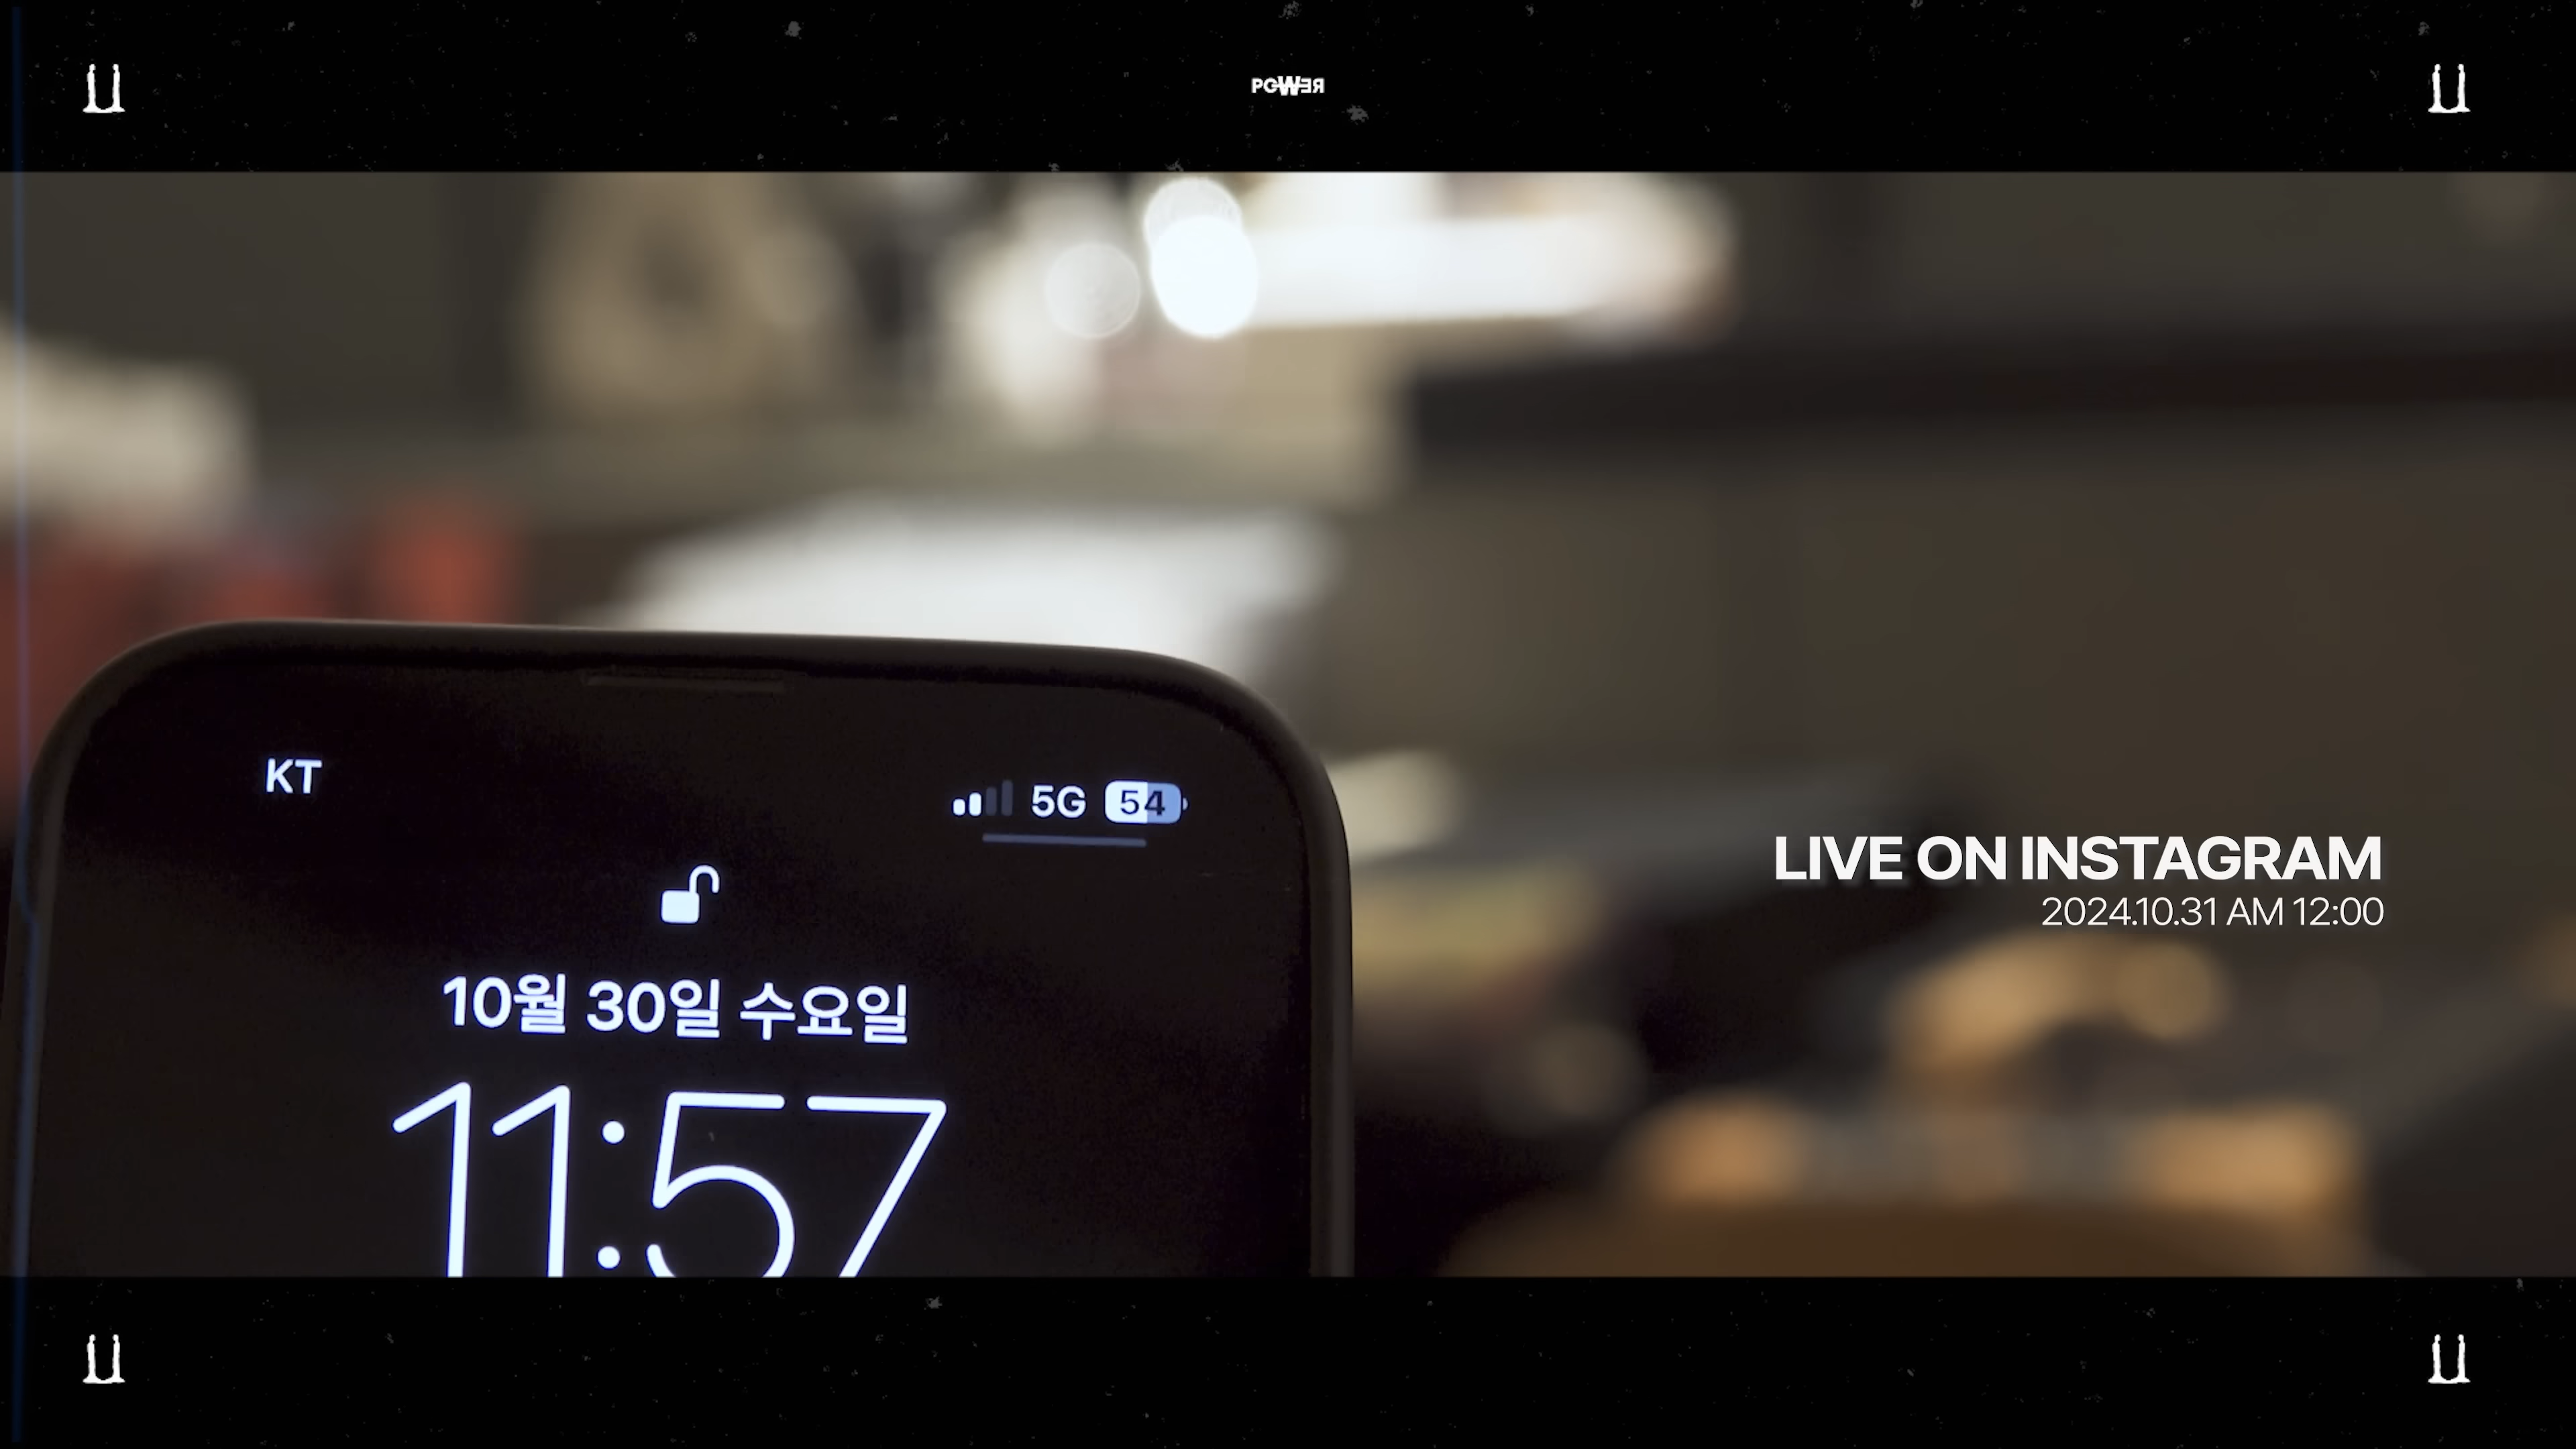 POWER
KT
5G 54
10월 30일 수요일
11:57
LIVE ON INSTAGRAM
2024.10.31 AM 12:00